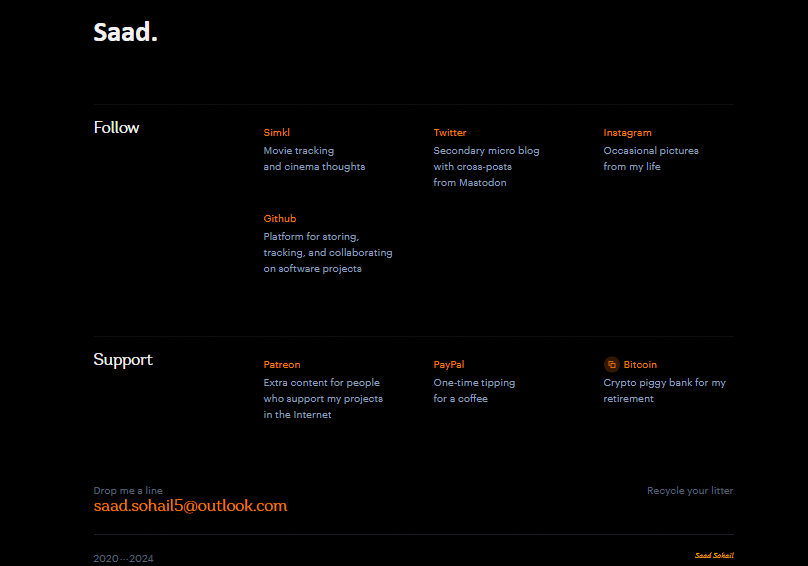 Saad.
Follow
Simkl
Movie tracking
and cinema thoughts
Twitter
Secondary micro blog
with cross-posts
from Mastodon
Instagram
Occasional pictures
from my life
Github
Platform for storing,
tracking, and collaborating
on software projects
Support
Patreon
Extra content for people
who support my projects
in the Internet
PayPal
One-time tipping
for a coffee
Bitcoin
Crypto piggy bank for my
retirement
Drop me a line
saad.sohail5@outlook.com
Recycle your litter
2020---2024
Saad Sohail